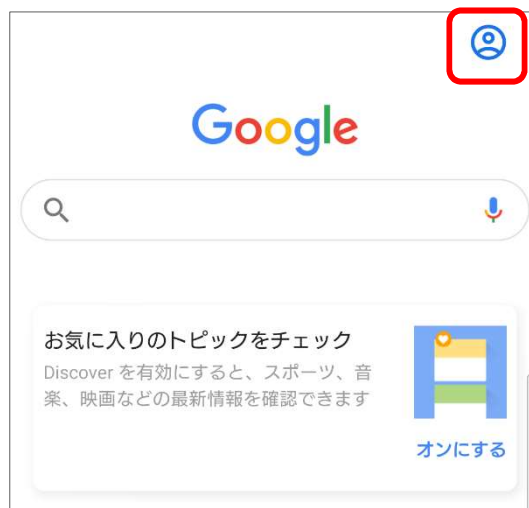 Google
お気に入りのトピックをチェック
Discover を有効にすると、スポーツ、音
楽、映画などの最新情報を確認できます
オンにする